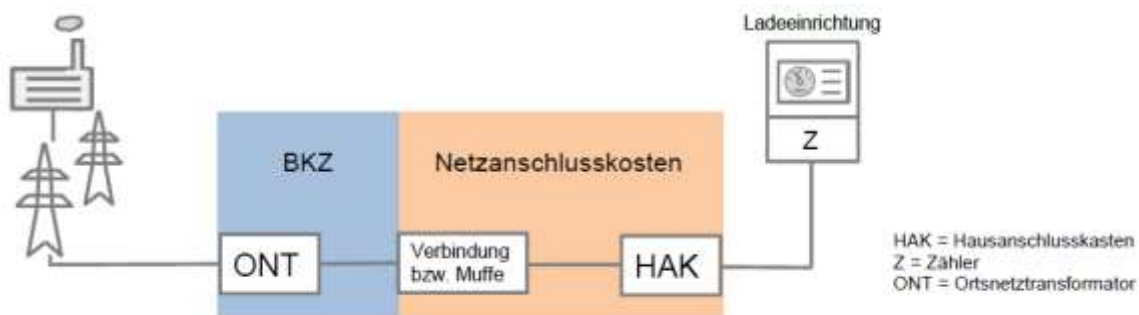 Ladeeinrichtung
Z
BKZ
Netzanschlusskosten
ONT
Verbindung
bzw. Muffe
HAK
HAK = Hausanschlusskasten
Z = Zähler
ONT = Ortsnetztransformator